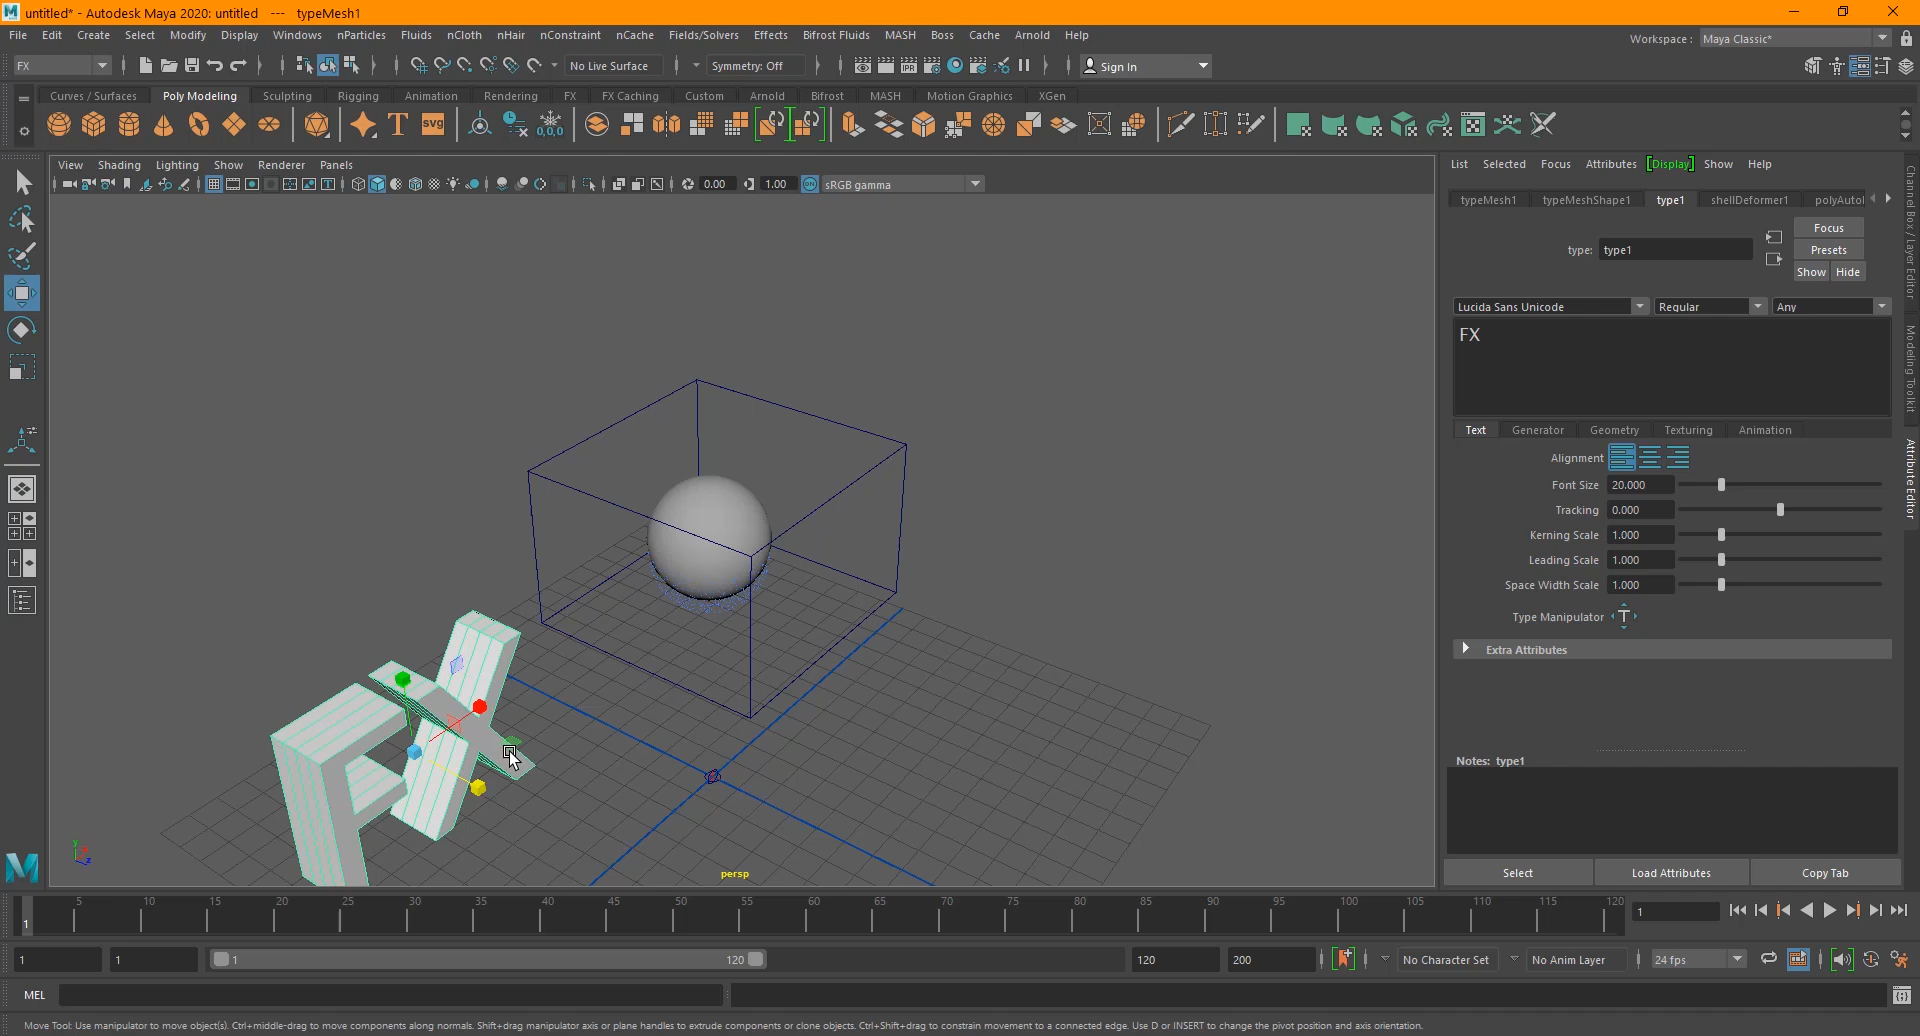 untitled* - Autodesk Maya 2020: untitled --- typeMesh1
File Edit Create Select Modify Display Windows nParticles Fluids nCloth nHair nConstraint nCache Fields/Solvers Effects Bifrost Fluids MASH Boss Cache Arnold Help
Workspace : Maya Classic*
FX No Live Surface Symmetry: Off Sign In
Curves / Surfaces Poly Modeling Sculpting Rigging Animation Rendering FX FX Caching Custom Arnold Bifrost MASH Motion Graphics XGen
View Shading Lighting Show Renderer Panels
0.00 1.00 sRGB gamma
persp
List Selected Focus Attributes Display Show Help
typeMesh1 typeMeshShape1 type1 shellDeformer1 polyAutoI
Focus
type: type1 Presets
Show Hide
Lucida Sans Unicode Regular Any
FX
Text Generator Geometry Texturing Animation
Alignment
Font Size 20.000
Tracking 0.000
Kerning Scale 1.000
Leading Scale 1.000
Space Width Scale 1.000
Type Manipulator
Extra Attributes
Notes: type1
Select Load Attributes Copy Tab
Channel Box / Layer Editor
Modeling Toolkit
Attribute Editor
1 5 10 15 20 25 30 35 40 45 50 55 60 65 70 75 80 85 90 95 100 105 110 115 120 1
1 1 1 120 120 200 No Character Set No Anim Layer 24 fps
MEL
Move Tool: Use manipulator to move object(s). Ctrl+middle-drag to move components along normals. Shift+drag manipulator axis or plane handles to extrude components or clone objects. Ctrl+Shift+drag to constrain movement to a connected edge. Use D or INSERT to change the pivot position and axis orientation.